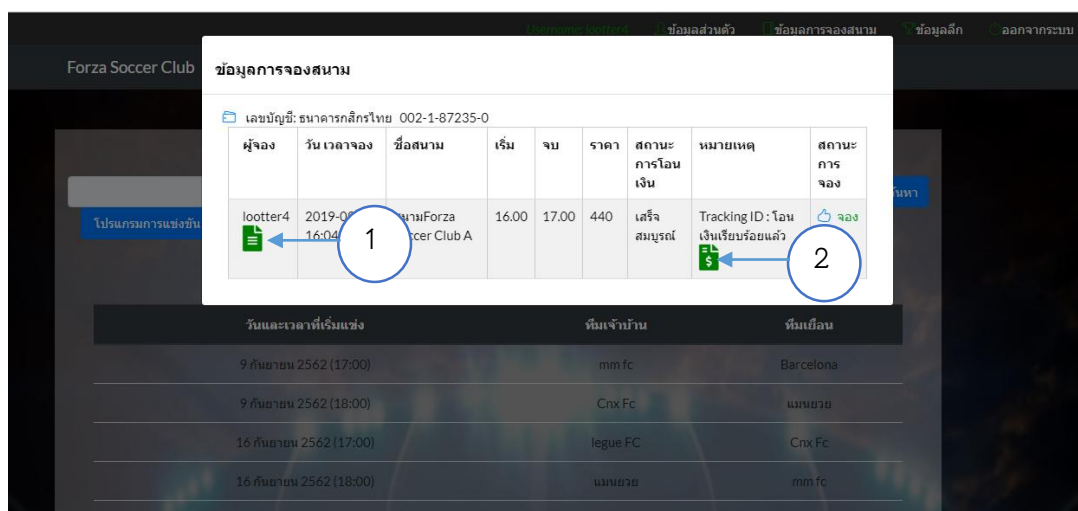 Username: lootter4 ข้อมูลส่วนตัว ข้อมูลการจองสนาม ข้อมูลลีก ออกจากระบบ
Forza Soccer Club
ข้อมูลการจองสนาม
เลขบัญชี: ธนาคารกสิกรไทย 002-1-87235-0
ผู้จอง วัน เวลาจอง ชื่อสนาม เริ่ม จบ ราคา สถานะ หมายเหตุ สถานะ
การโอน การ
เงิน จอง
lootter4 สนามForza 16.00 17.00 440 เสร็จ Tracking ID : โอน จอง
16:04 Soccer Club A สมบูรณ์ เงินเรียบร้อยแล้ว
1
2
ค้นหา
โปรแกรมการแข่งขัน
วันและเวลาที่เริ่มแข่ง ทีมเจ้าบ้าน ทีมเยือน
9 กันยายน 2562 (17:00) mm fc Barcelona
9 กันยายน 2562 (18:00) Cnx Fc แมนยวย
16 กันยายน 2562 (17:00) legue FC Cnx Fc
16 กันยายน 2562 (18:00) แมนยวย mm fc